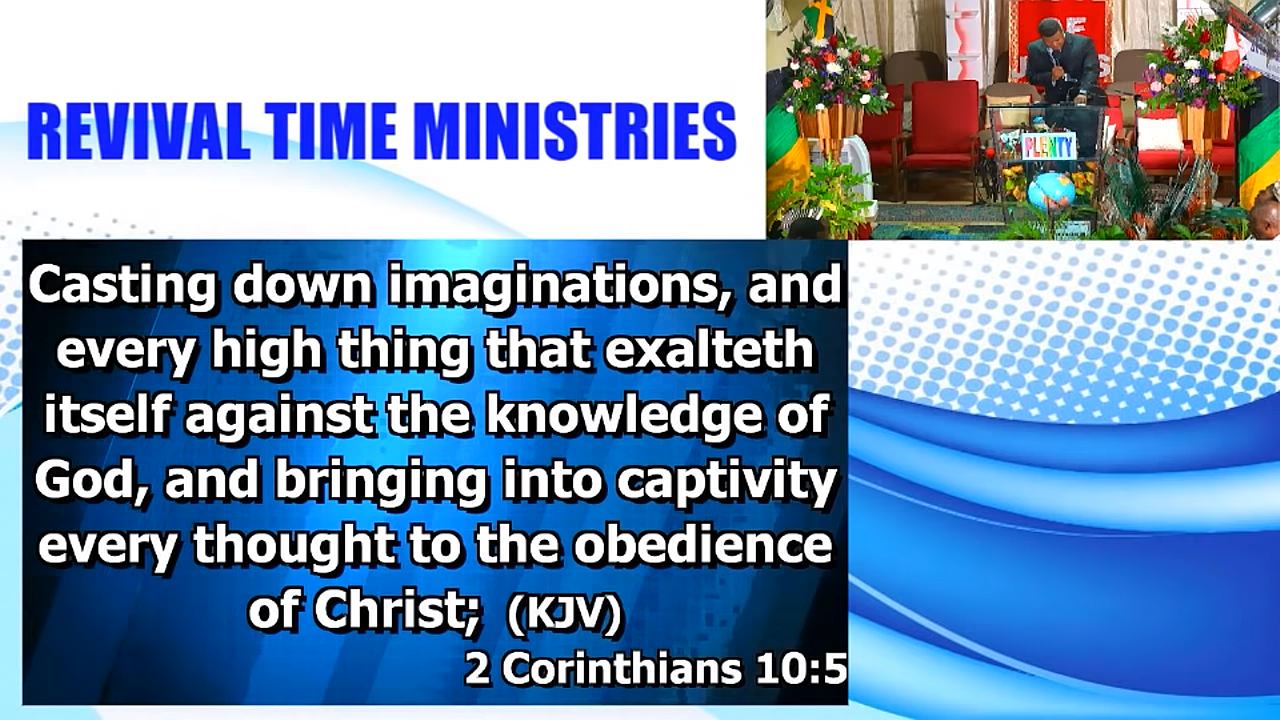 REVIVAL TIME MINISTRIES
PLENTY
Casting down imaginations, and
every high thing that exalteth
itself against the knowledge of
God, and bringing into captivity
every thought to the obedience
of Christ; (KJV)
2 Corinthians 10:5